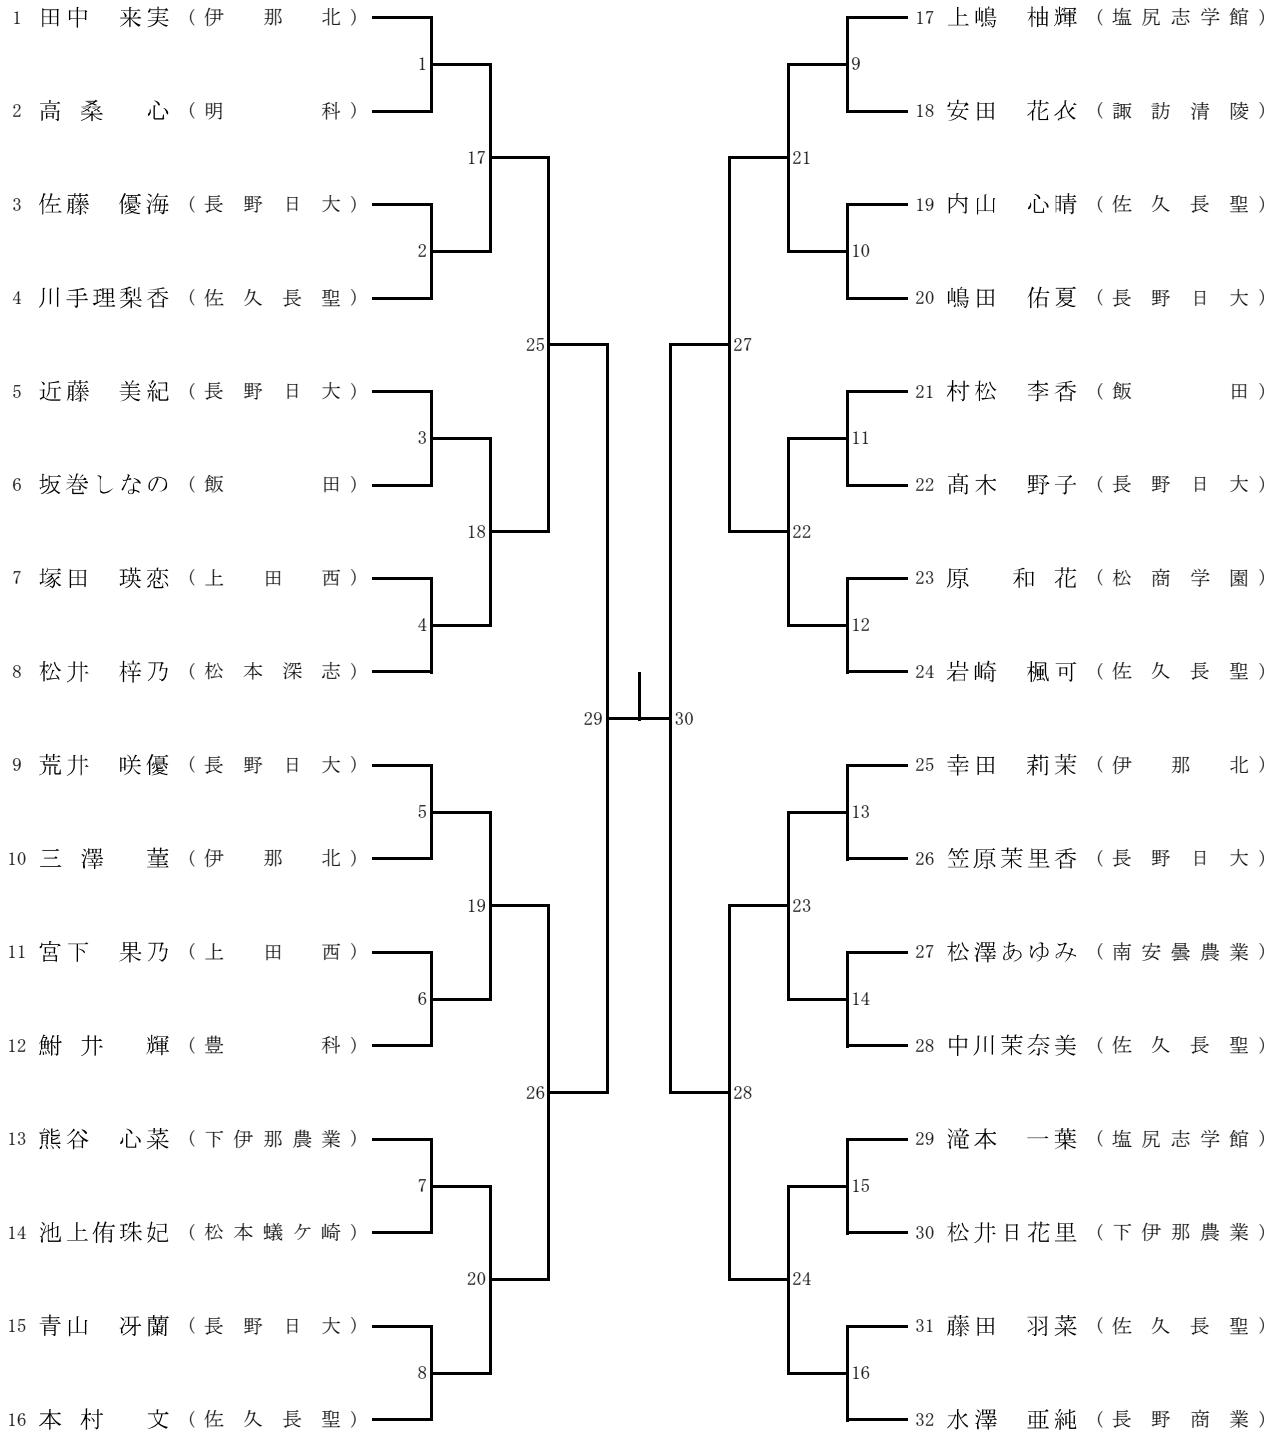 1 田中 来実 （伊那北）
1
2 高桑 心 （明科）
17
3 佐藤 優海 （長野日大）
2
4 川手理梨香 （佐久長聖）
25
5 近藤 美紀 （長野日大）
3
6 坂巻しなの （飯田）
18
7 塚田 瑛恋 （上田西）
4
8 松井 梓乃 （松本深志）
29
9 荒井 咲優 （長野日大）
5
10 三澤 菫 （伊那北）
19
11 宮下 果乃 （上田西）
6
12 鮒井 輝 （豊科）
26
13 熊谷 心菜 （下伊那農業）
7
14 池上侑珠妃 （松本蟻ケ崎）
20
15 青山 冴蘭 （長野日大）
8
16 本村 文 （佐久長聖）
17 上嶋 柚輝 （塩尻志学館）
9
18 安田 花衣 （諏訪清陵）
21
19 内山 心晴 （佐久長聖）
10
20 嶋田 佑夏 （長野日大）
27
21 村松 李香 （飯田）
11
22 髙木 野子 （長野日大）
22
23 原 和花 （松商学園）
12
24 岩崎 楓可 （佐久長聖）
30
25 幸田 莉茉 （伊那北）
13
26 笠原茉里香 （長野日大）
23
27 松澤あゆみ （南安曇農業）
14
28 中川茉奈美 （佐久長聖）
28
29 滝本 一葉 （塩尻志学館）
15
30 松井日花里 （下伊那農業）
24
31 藤田 羽菜 （佐久長聖）
16
32 水澤 亜純 （長野商業）